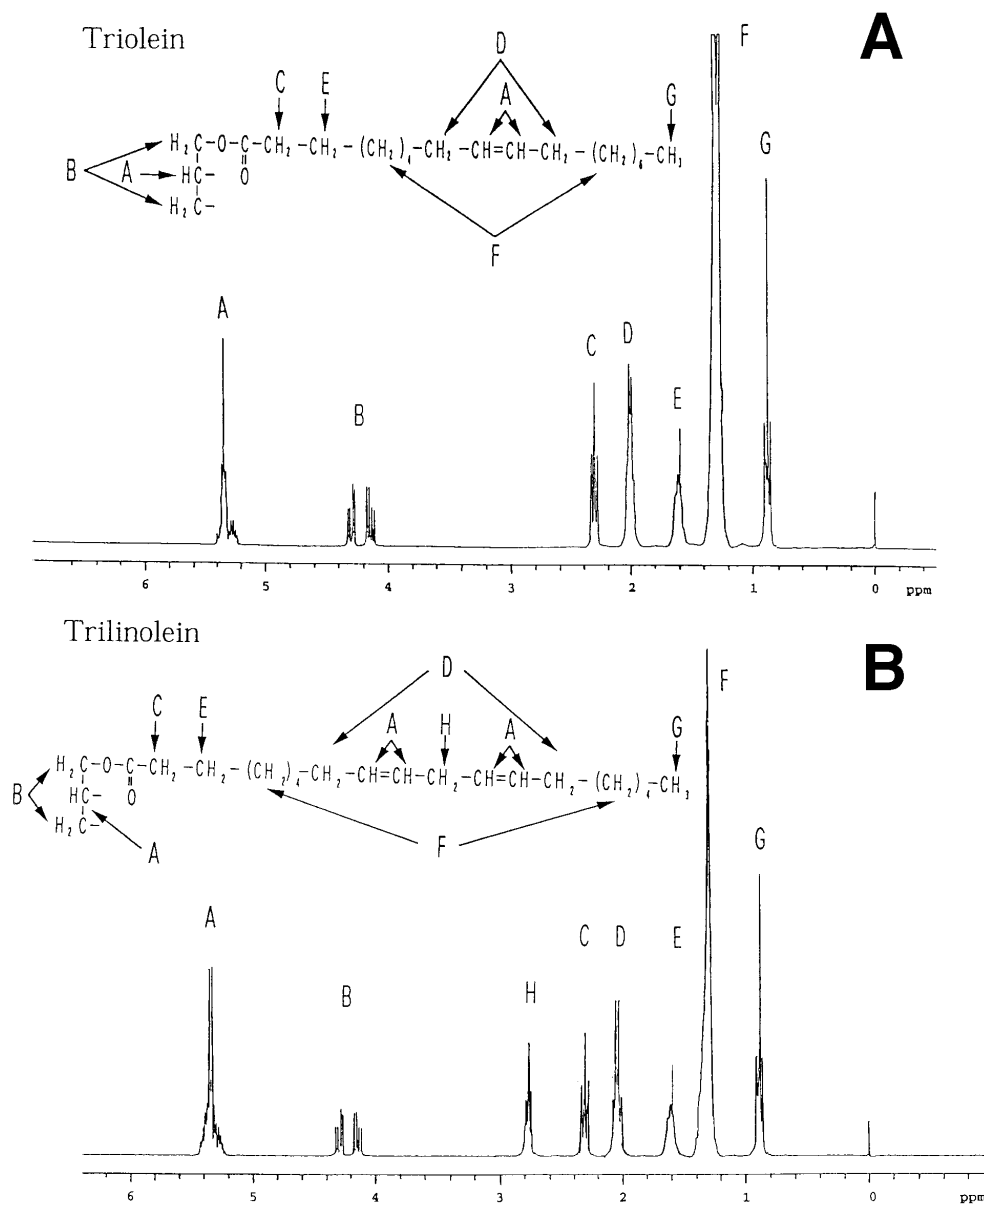 Triolein
A
D
F
C E A G
H₂C-O-C-CH₂-CH₂-(CH₂)₄-CH₂-CH=CH-CH₂-(CH₂)₆-CH₃
B A HC- O
H₂C-
F
G
A
B
C D E
6 5 4 3 2 1 0 ppm
Trilinolein
B
D
F
C E A H A G
H₂C-O-C-CH₂-CH₂-(CH₂)₄-CH₂-CH=CH-CH₂-CH=CH-CH₂-(CH₂)₄-CH₃
B HC- O
H₂C-
A
F
G
A
B
H
C D E
6 5 4 3 2 1 0 ppm